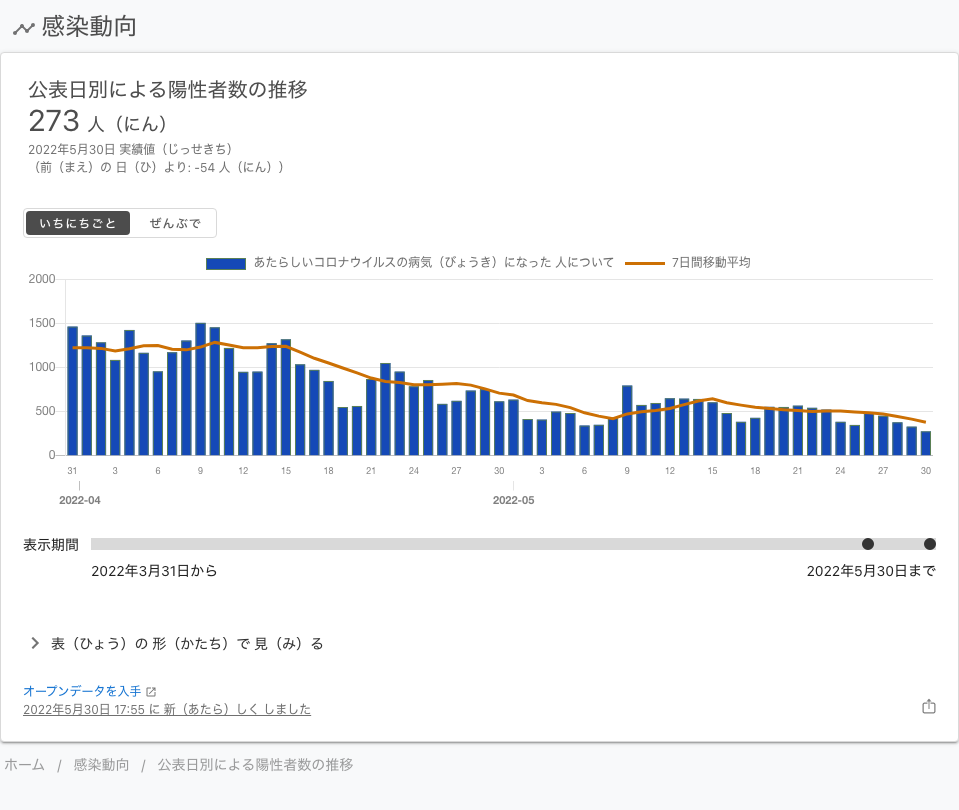 感染動向
公表日別による陽性者数の推移
273 人（にん）
2022年5月30日 実績値（じっせきち）
（前（まえ）の 日（ひ）より: -54 人（にん））
いちにちごと ぜんぶで
あたらしいコロナウイルスの病気（びょうき）になった 人について 7日間移動平均
2000
1500
1000
500
0
31 3 6 9 12 15 18 21 24 27 30 3 6 9 12 15 18 21 24 27 30
2022-04 2022-05
表示期間
2022年3月31日から 2022年5月30日まで
表（ひょう）の 形（かたち）で 見（み）る
オープンデータを入手
2022年5月30日 17:55 に 新（あたら）しく しました
ホーム / 感染動向 / 公表日別による陽性者数の推移